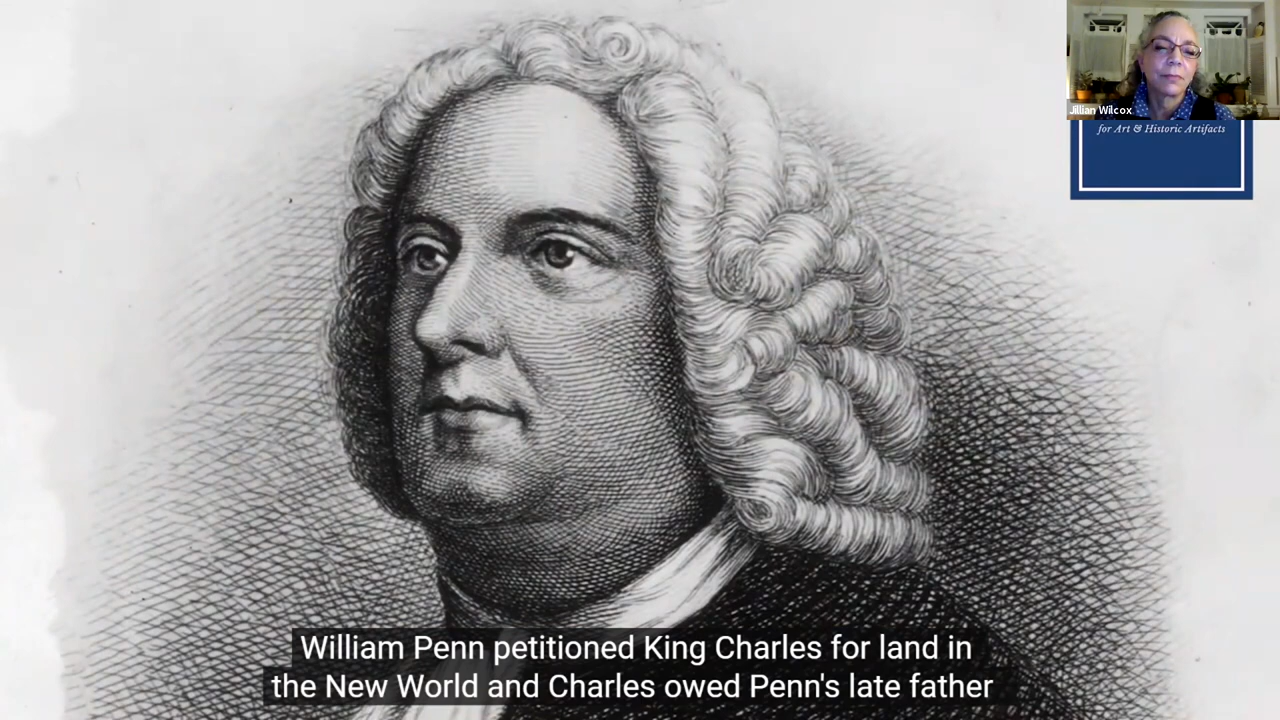 Jillian Wilcox
for Art & Historic Artifacts
William Penn petitioned King Charles for land in
the New World and Charles owed Penn's late father